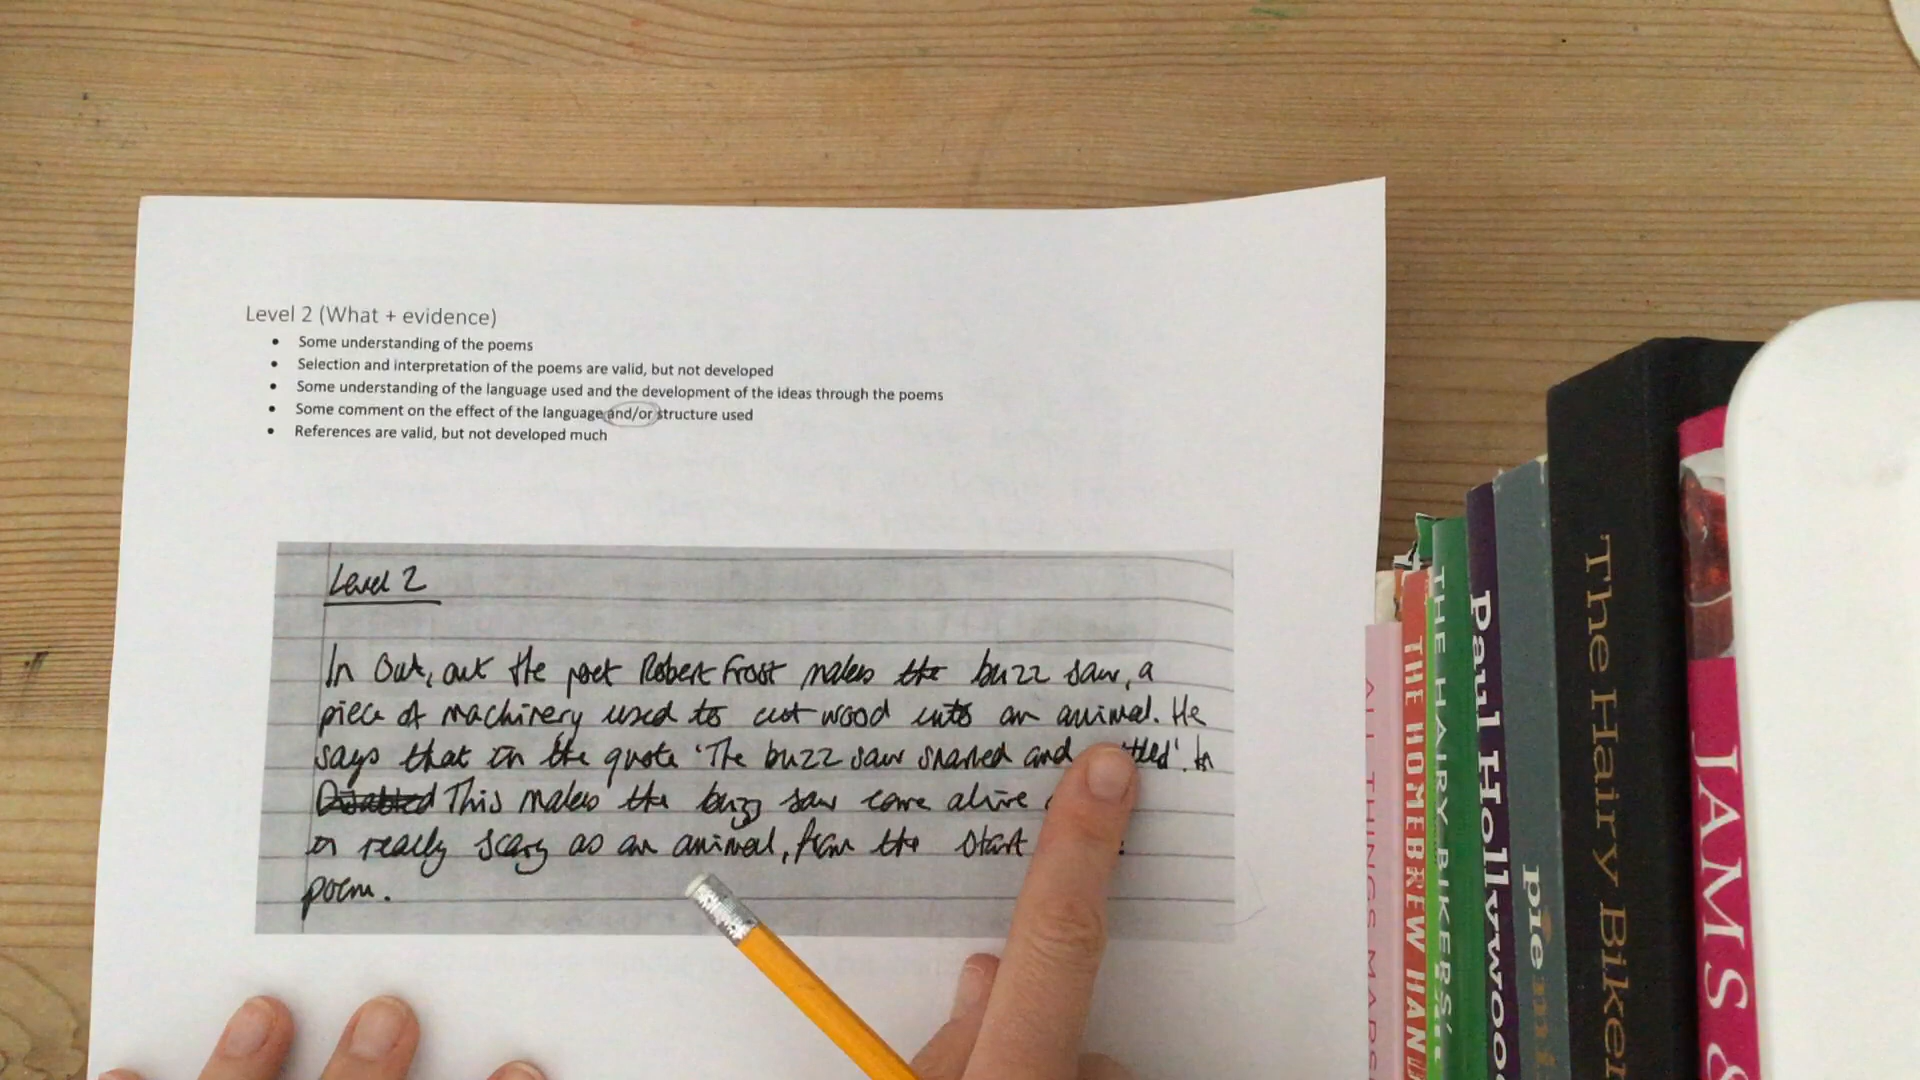 Level 2 (What + evidence)
• Some understanding of the poems
• Selection and interpretation of the poems are valid, but not developed
• Some understanding of the language used and the development of the ideas through the poems
• Some comment on the effect of the language and/or structure used
• References are valid, but not developed much
Level 2
In Out, out the poet Robert Frost makes the buzz saw, a
piece of machinery used to cut wood into an animal. He
says that in the quote 'The buzz saw snarled and In
Disabled This makes the buzz saw come alive
or really scary as an animal, from the start
poem.
ALL THINGS
THE HOMEBREW
THE HAIRY BIKERS'
Paul Hollywoo
pie
The Hairy Biker
JAMS &